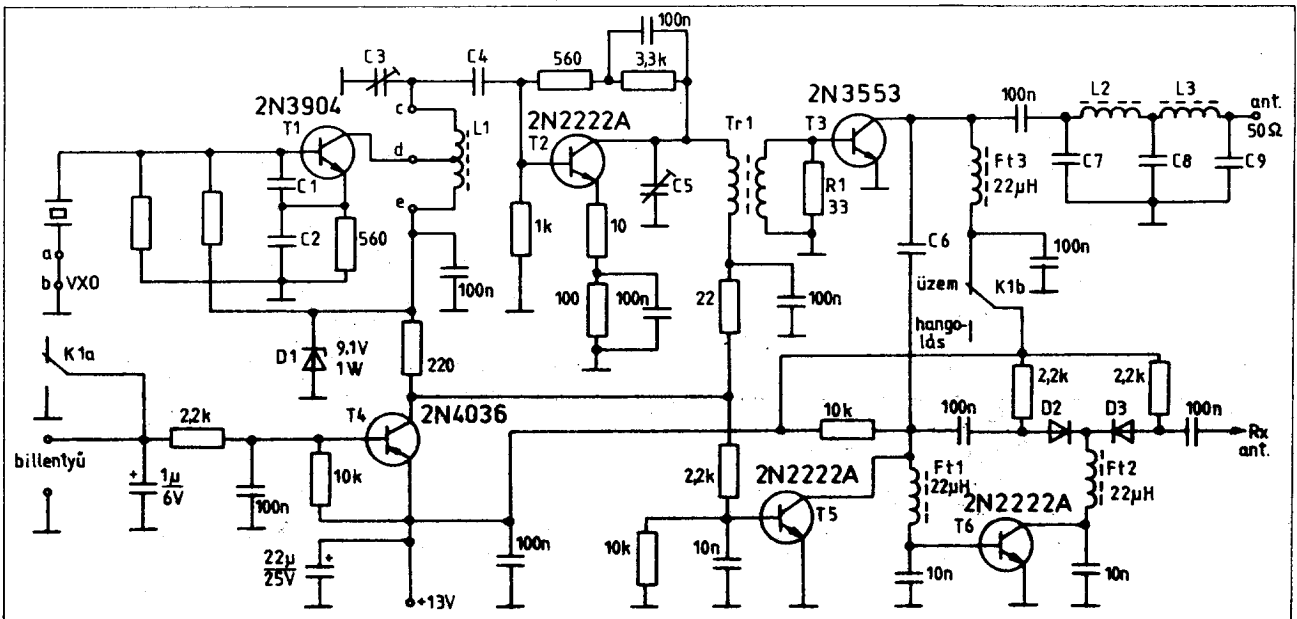 100n
C3
C4
560
3,3k
2N3904
T1
c
L1
d
e
2N2222A
T2
Tr1
2N3553
T3
100n
L2
L3
ant.
50Ω
C7
C8
C9
Ft3
22µH
C5
R1
33
C1
C2
560
1k
10
100
100n
100n
22
100n
C6
100n
üzem
K1b
hango-
lás
a
b
VXO
K1a
D1
9.1V
1W
220
T4
2N4036
2,2k
billentyű
+
1µ
6V
100n
10k
22µ
25V
+
+13V
100n
2,2k
10k
10n
2N2222A
T5
10k
100n
2,2k
2,2k
D2
D3
100n
Rx
ant.
Ft1
22µH
Ft2
22µH
2N2222A
T6
10n
10n